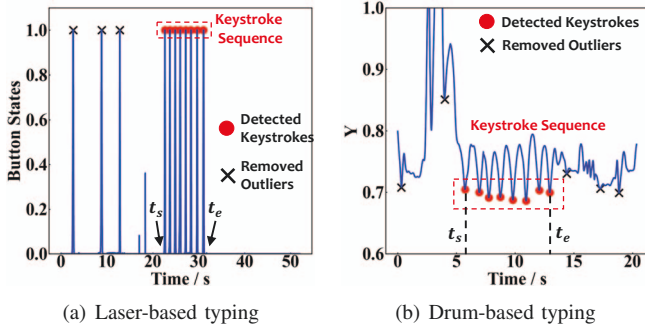 Keystroke
Sequence
Detected
Keystrokes
Removed
Outliers
t_s
t_e
Button States
1.0
0.8
0.6
0.4
0.2
0.0
0
10
20
30
40
50
Time / s
(a) Laser-based typing
Detected Keystrokes
Removed Outliers
Keystroke Sequence
t_s
t_e
Y
1.0
0.9
0.8
0.7
0.6
0
5
10
15
20
Time / s
(b) Drum-based typing